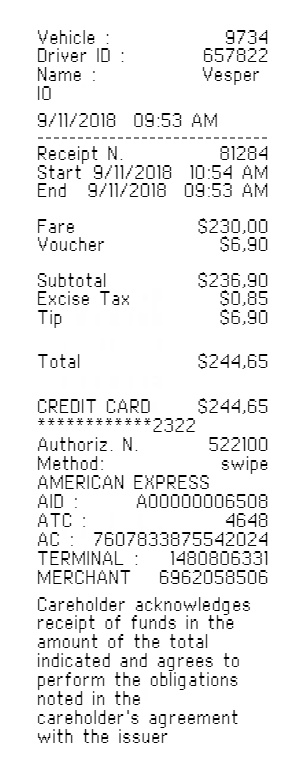 Vehicle : 9734
Driver ID : 657822
Name : Vesper
IO
9/11/2018 09:53 AM
Receipt N. 81284
Start 9/11/2018 10:54 AM
End 9/11/2018 09:53 AM
Fare $230,00
Voucher $6,90
Subtotal $236,90
Excise Tax $0,85
Tip $6,90
Total $244,65
CREDIT CARD $244,65
************2322
Authoriz. N. 522100
Method: swipe
AMERICAN EXPRESS
AID : A00000006508
ATC : 4648
AC : 7607833875542024
TERMINAL : 1480806331
MERCHANT 6962058506
Careholder acknowledges
receipt of funds in the
amount of the total
indicated and agrees to
perform the obligations
noted in the
careholder's agreement
with the issuer